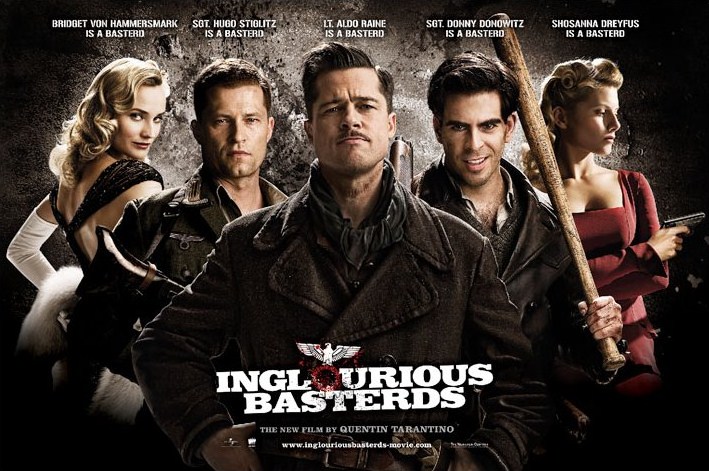 BRIDGET VON HAMMERSMARK
IS A BASTERD
SGT. HUGO STIGLITZ
IS A BASTERD
LT. ALDO RAINE
IS A BASTERD
SGT. DONNY DONOWITZ
IS A BASTERD
SHOSANNA DREYFUS
IS A BASTERD
INGLOURIOUS
BASTERDS
THE NEW FILM BY QUENTIN TARANTINO
www.inglouriousbasterds-movie.com